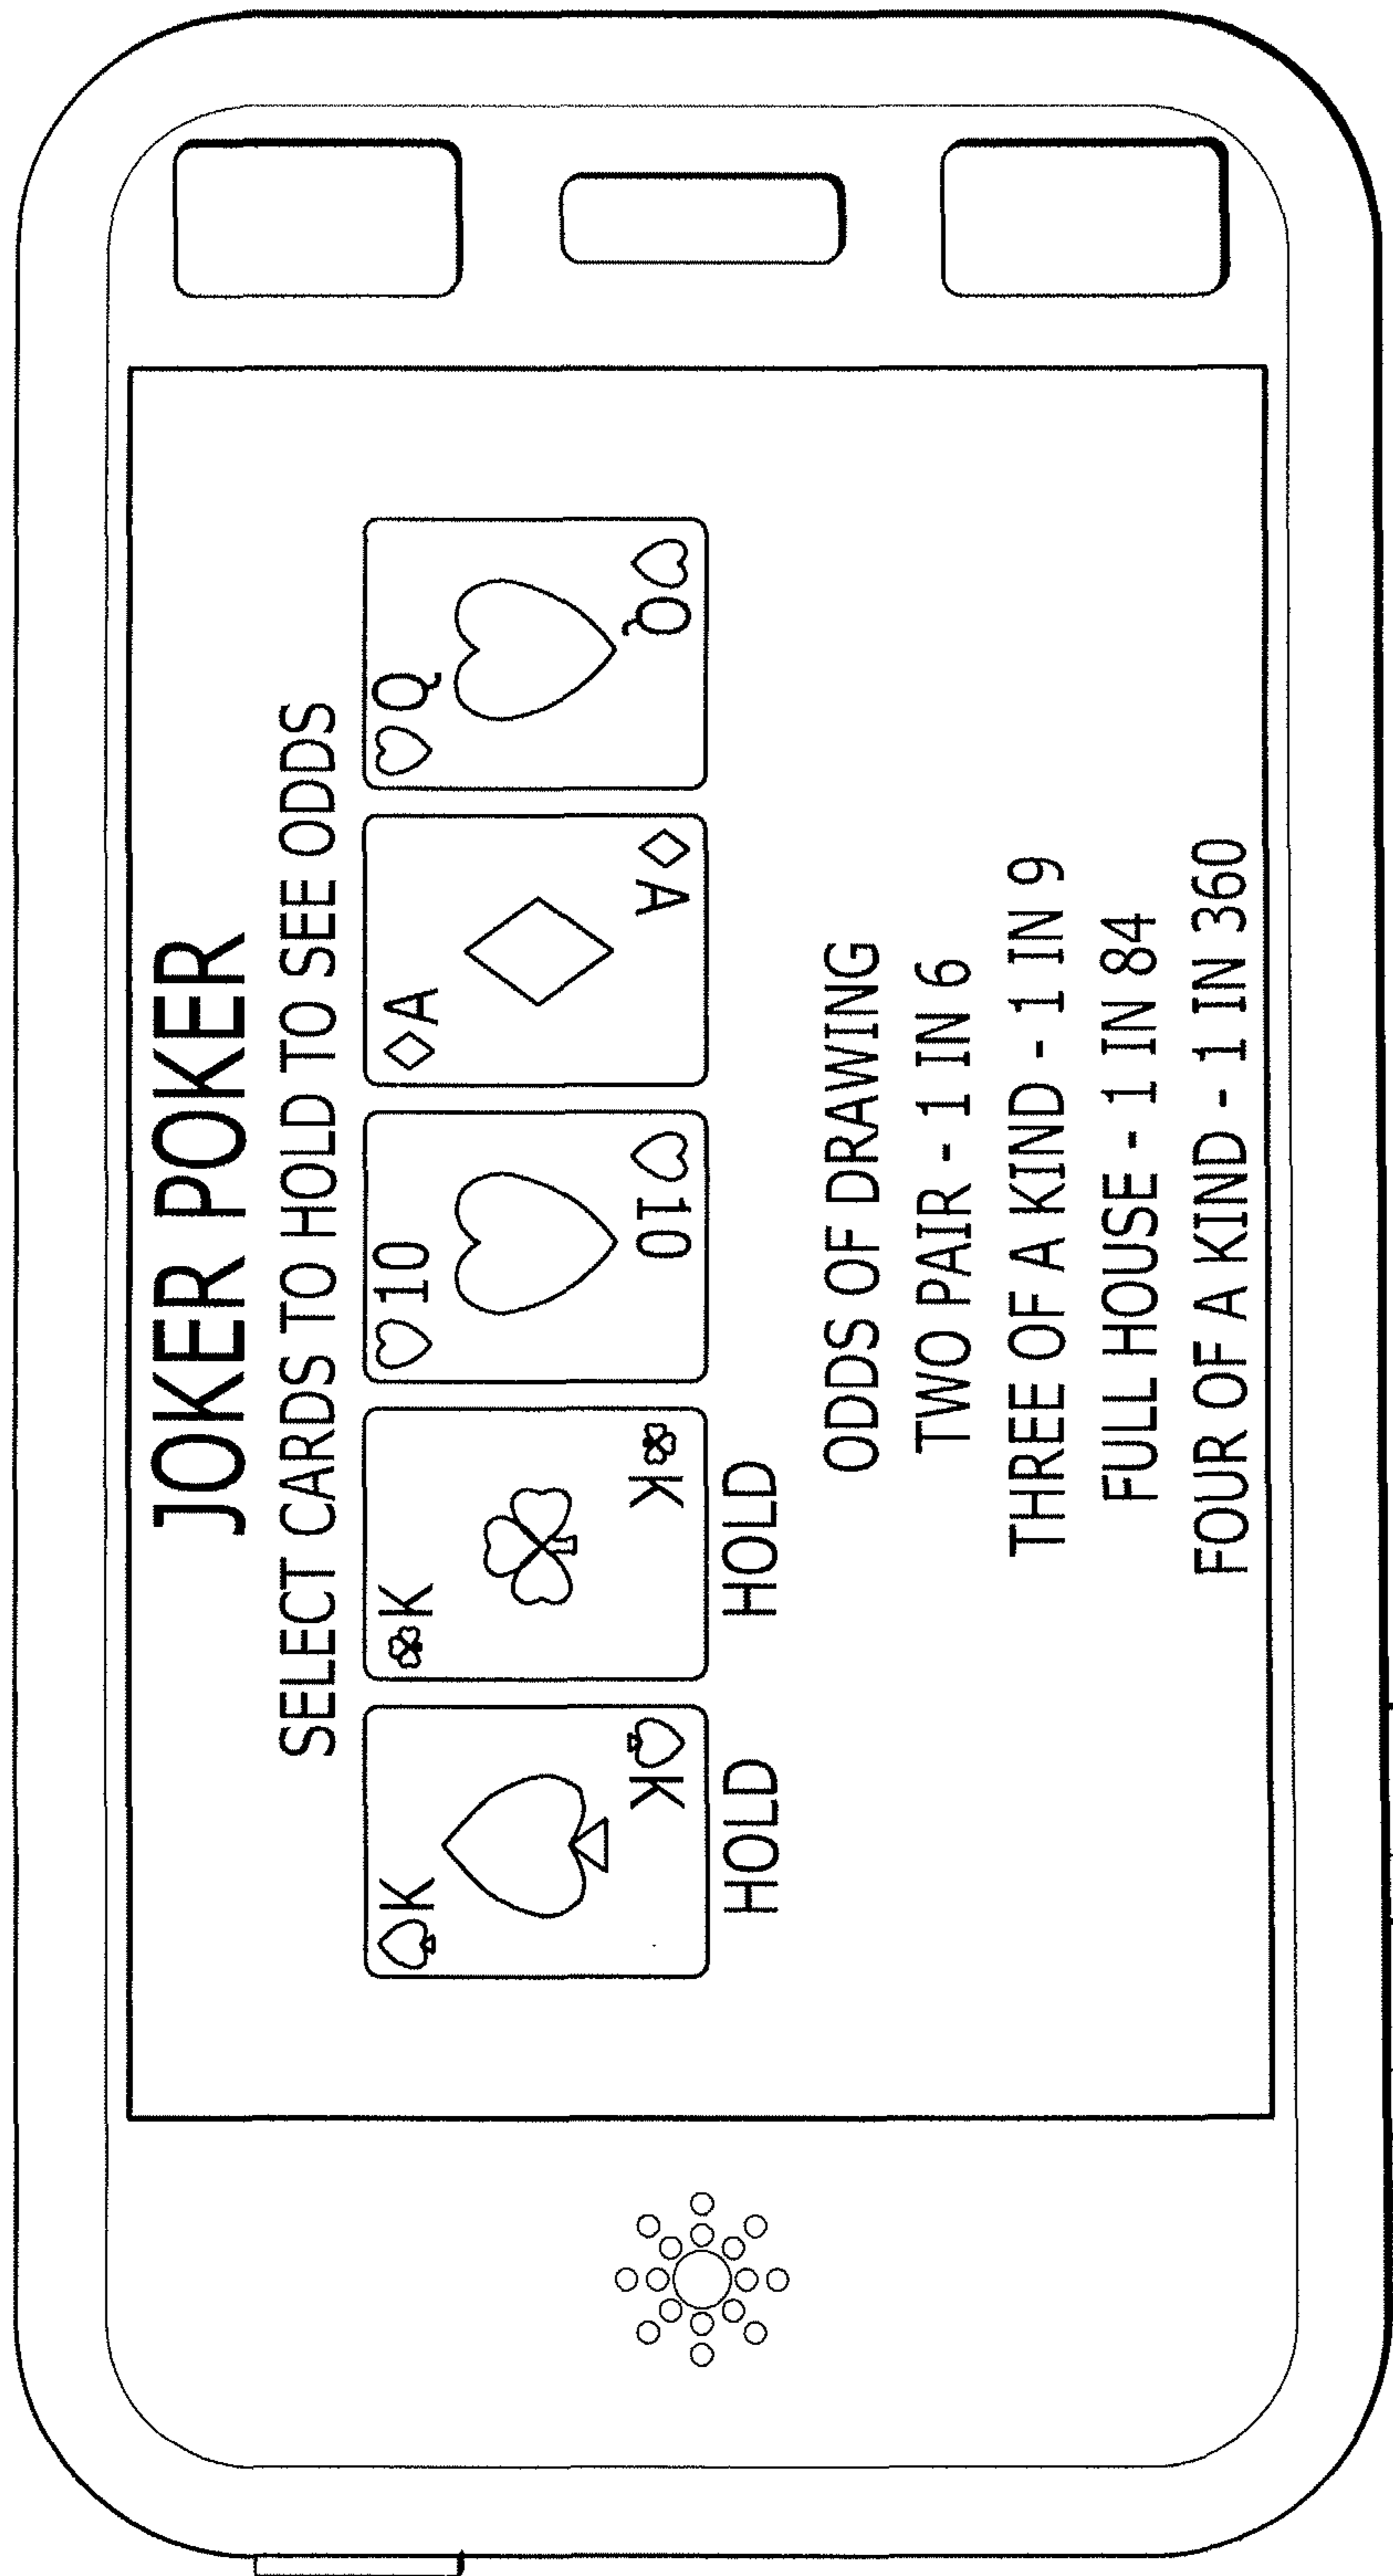 JOKER POKER
SELECT CARDS TO HOLD TO SEE ODDS
K K 10 A Q
K K 10 A Q
HOLD HOLD
ODDS OF DRAWING
TWO PAIR - 1 IN 6
THREE OF A KIND - 1 IN 9
FULL HOUSE - 1 IN 84
FOUR OF A KIND - 1 IN 360